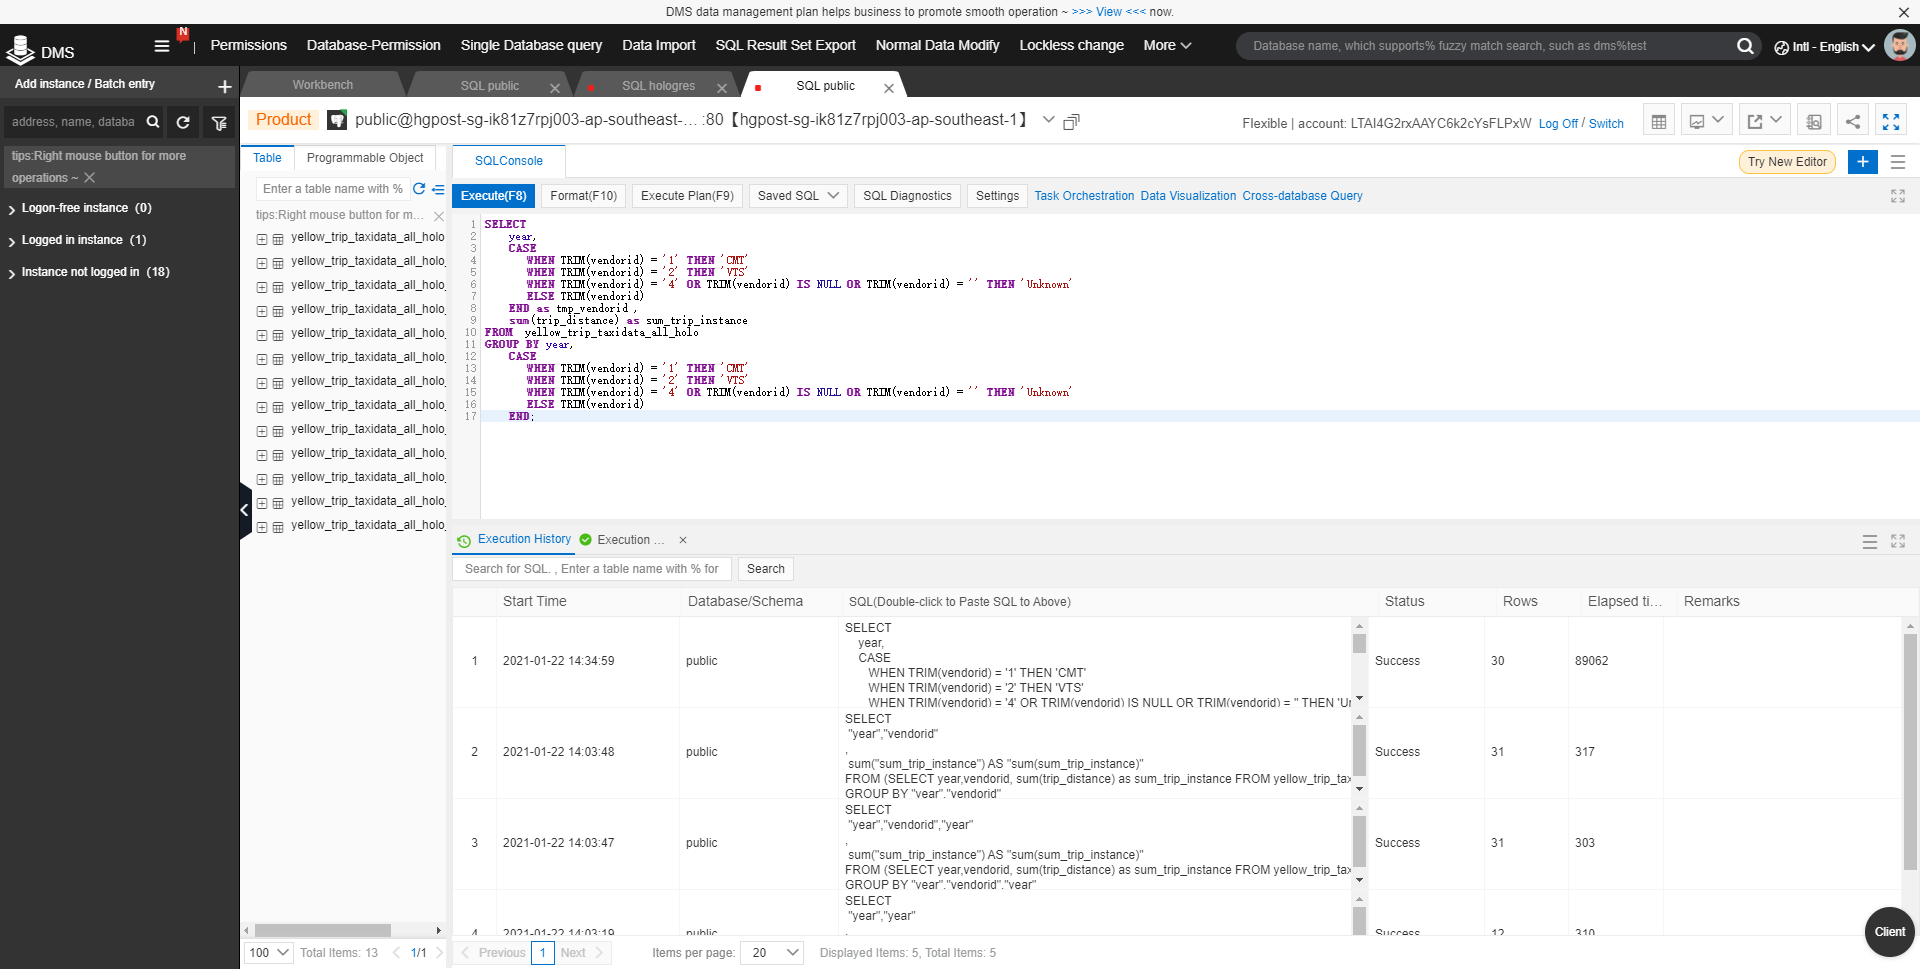 DMS data management plan helps business to promote smooth operation ~ >>> View <<< now.
DMS
N
Permissions
Database-Permission
Single Database query
Data Import
SQL Result Set Export
Normal Data Modify
Lockless change
More
Database name, which supports% fuzzy match search, such as dms%test
Intl - English
Add instance / Batch entry
address, name, databa
tips:Right mouse button for more
operations ~
Logon-free instance (0)
Logged in instance (1)
Instance not logged in (18)
Workbench
SQL public
SQL hologres
SQL public
Product
public@hgpost-sg-ik81z7rpj003-ap-southeast-... :80【hgpost-sg-ik81z7rpj003-ap-southeast-1】
Flexible | account: LTAI4G2rxAAYC6k2cYsFLPxW Log Off / Switch
Table
Programmable Object
Enter a table name with %
tips:Right mouse button for m...
yellow_trip_taxidata_all_holo
yellow_trip_taxidata_all_holo_
yellow_trip_taxidata_all_holo_
yellow_trip_taxidata_all_holo_
yellow_trip_taxidata_all_holo_
yellow_trip_taxidata_all_holo_
yellow_trip_taxidata_all_holo_
yellow_trip_taxidata_all_holo_
yellow_trip_taxidata_all_holo_
yellow_trip_taxidata_all_holo_
yellow_trip_taxidata_all_holo_
yellow_trip_taxidata_all_holo_
yellow_trip_taxidata_all_holo_
100
Total Items: 13
1/1
SQLConsole
Try New Editor
Execute(F8)
Format(F10)
Execute Plan(F9)
Saved SQL
SQL Diagnostics
Settings
Task Orchestration
Data Visualization
Cross-database Query
1 SELECT
2 year,
3 CASE
4 WHEN TRIM(vendorid) = '1' THEN 'CMT'
5 WHEN TRIM(vendorid) = '2' THEN 'VTS'
6 WHEN TRIM(vendorid) = '4' OR TRIM(vendorid) IS NULL OR TRIM(vendorid) = '' THEN 'Unknown'
7 ELSE TRIM(vendorid)
8 END as tmp_vendorid ,
9 sum(trip_distance) as sum_trip_instance
10 FROM yellow_trip_taxidata_all_holo
11 GROUP BY year,
12 CASE
13 WHEN TRIM(vendorid) = '1' THEN 'CMT'
14 WHEN TRIM(vendorid) = '2' THEN 'VTS'
15 WHEN TRIM(vendorid) = '4' OR TRIM(vendorid) IS NULL OR TRIM(vendorid) = '' THEN 'Unknown'
16 ELSE TRIM(vendorid)
17 END;
Execution History
Execution ...
Search for SQL. , Enter a table name with % for
Search
Start Time
Database/Schema
SQL(Double-click to Paste SQL to Above)
Status
Rows
Elapsed ti...
Remarks
1
2021-01-22 14:34:59
public
SELECT
year,
CASE
WHEN TRIM(vendorid) = '1' THEN 'CMT'
WHEN TRIM(vendorid) = '2' THEN 'VTS'
WHEN TRIM(vendorid) = '4' OR TRIM(vendorid) IS NULL OR TRIM(vendorid) = '' THEN 'Un
Success
30
89062
2
2021-01-22 14:03:48
public
SELECT
"year","vendorid"
,
sum("sum_trip_instance") AS "sum(sum_trip_instance)"
FROM (SELECT year,vendorid, sum(trip_distance) as sum_trip_instance FROM yellow_trip_tax
GROUP BY "year"."vendorid"
Success
31
317
3
2021-01-22 14:03:47
public
SELECT
"year","vendorid","year"
,
sum("sum_trip_instance") AS "sum(sum_trip_instance)"
FROM (SELECT year,vendorid, sum(trip_distance) as sum_trip_instance FROM yellow_trip_tax
GROUP BY "year"."vendorid"."year"
Success
31
303
4
2021-01-22 14:03:19
public
SELECT
"year","year"
,
Success
12
310
Previous
1
Next
Items per page:
20
Displayed Items: 5, Total Items: 5
Client